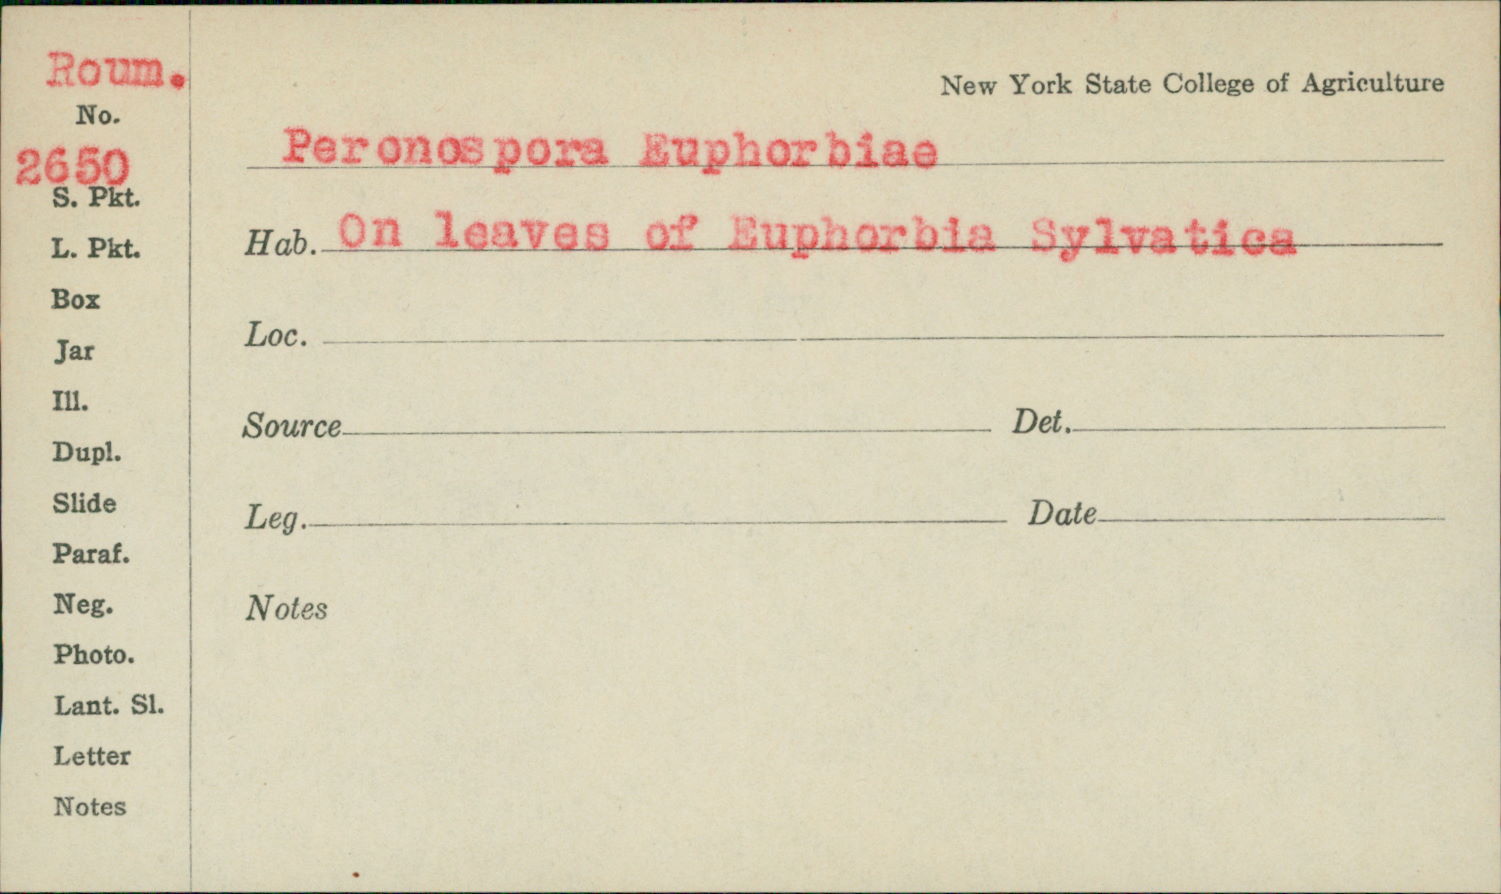 Roum.
New York State College of Agriculture
No.
2650
Peronospora Euphorbiae
S. Pkt.
Hab. On leaves of Euphorbia Sylvatica
L. Pkt.
Box
Loc.
Jar
Ill.
Source Det.
Dupl.
Slide
Leg. Date
Paraf.
Neg.
Notes
Photo.
Lant. Sl.
Letter
Notes